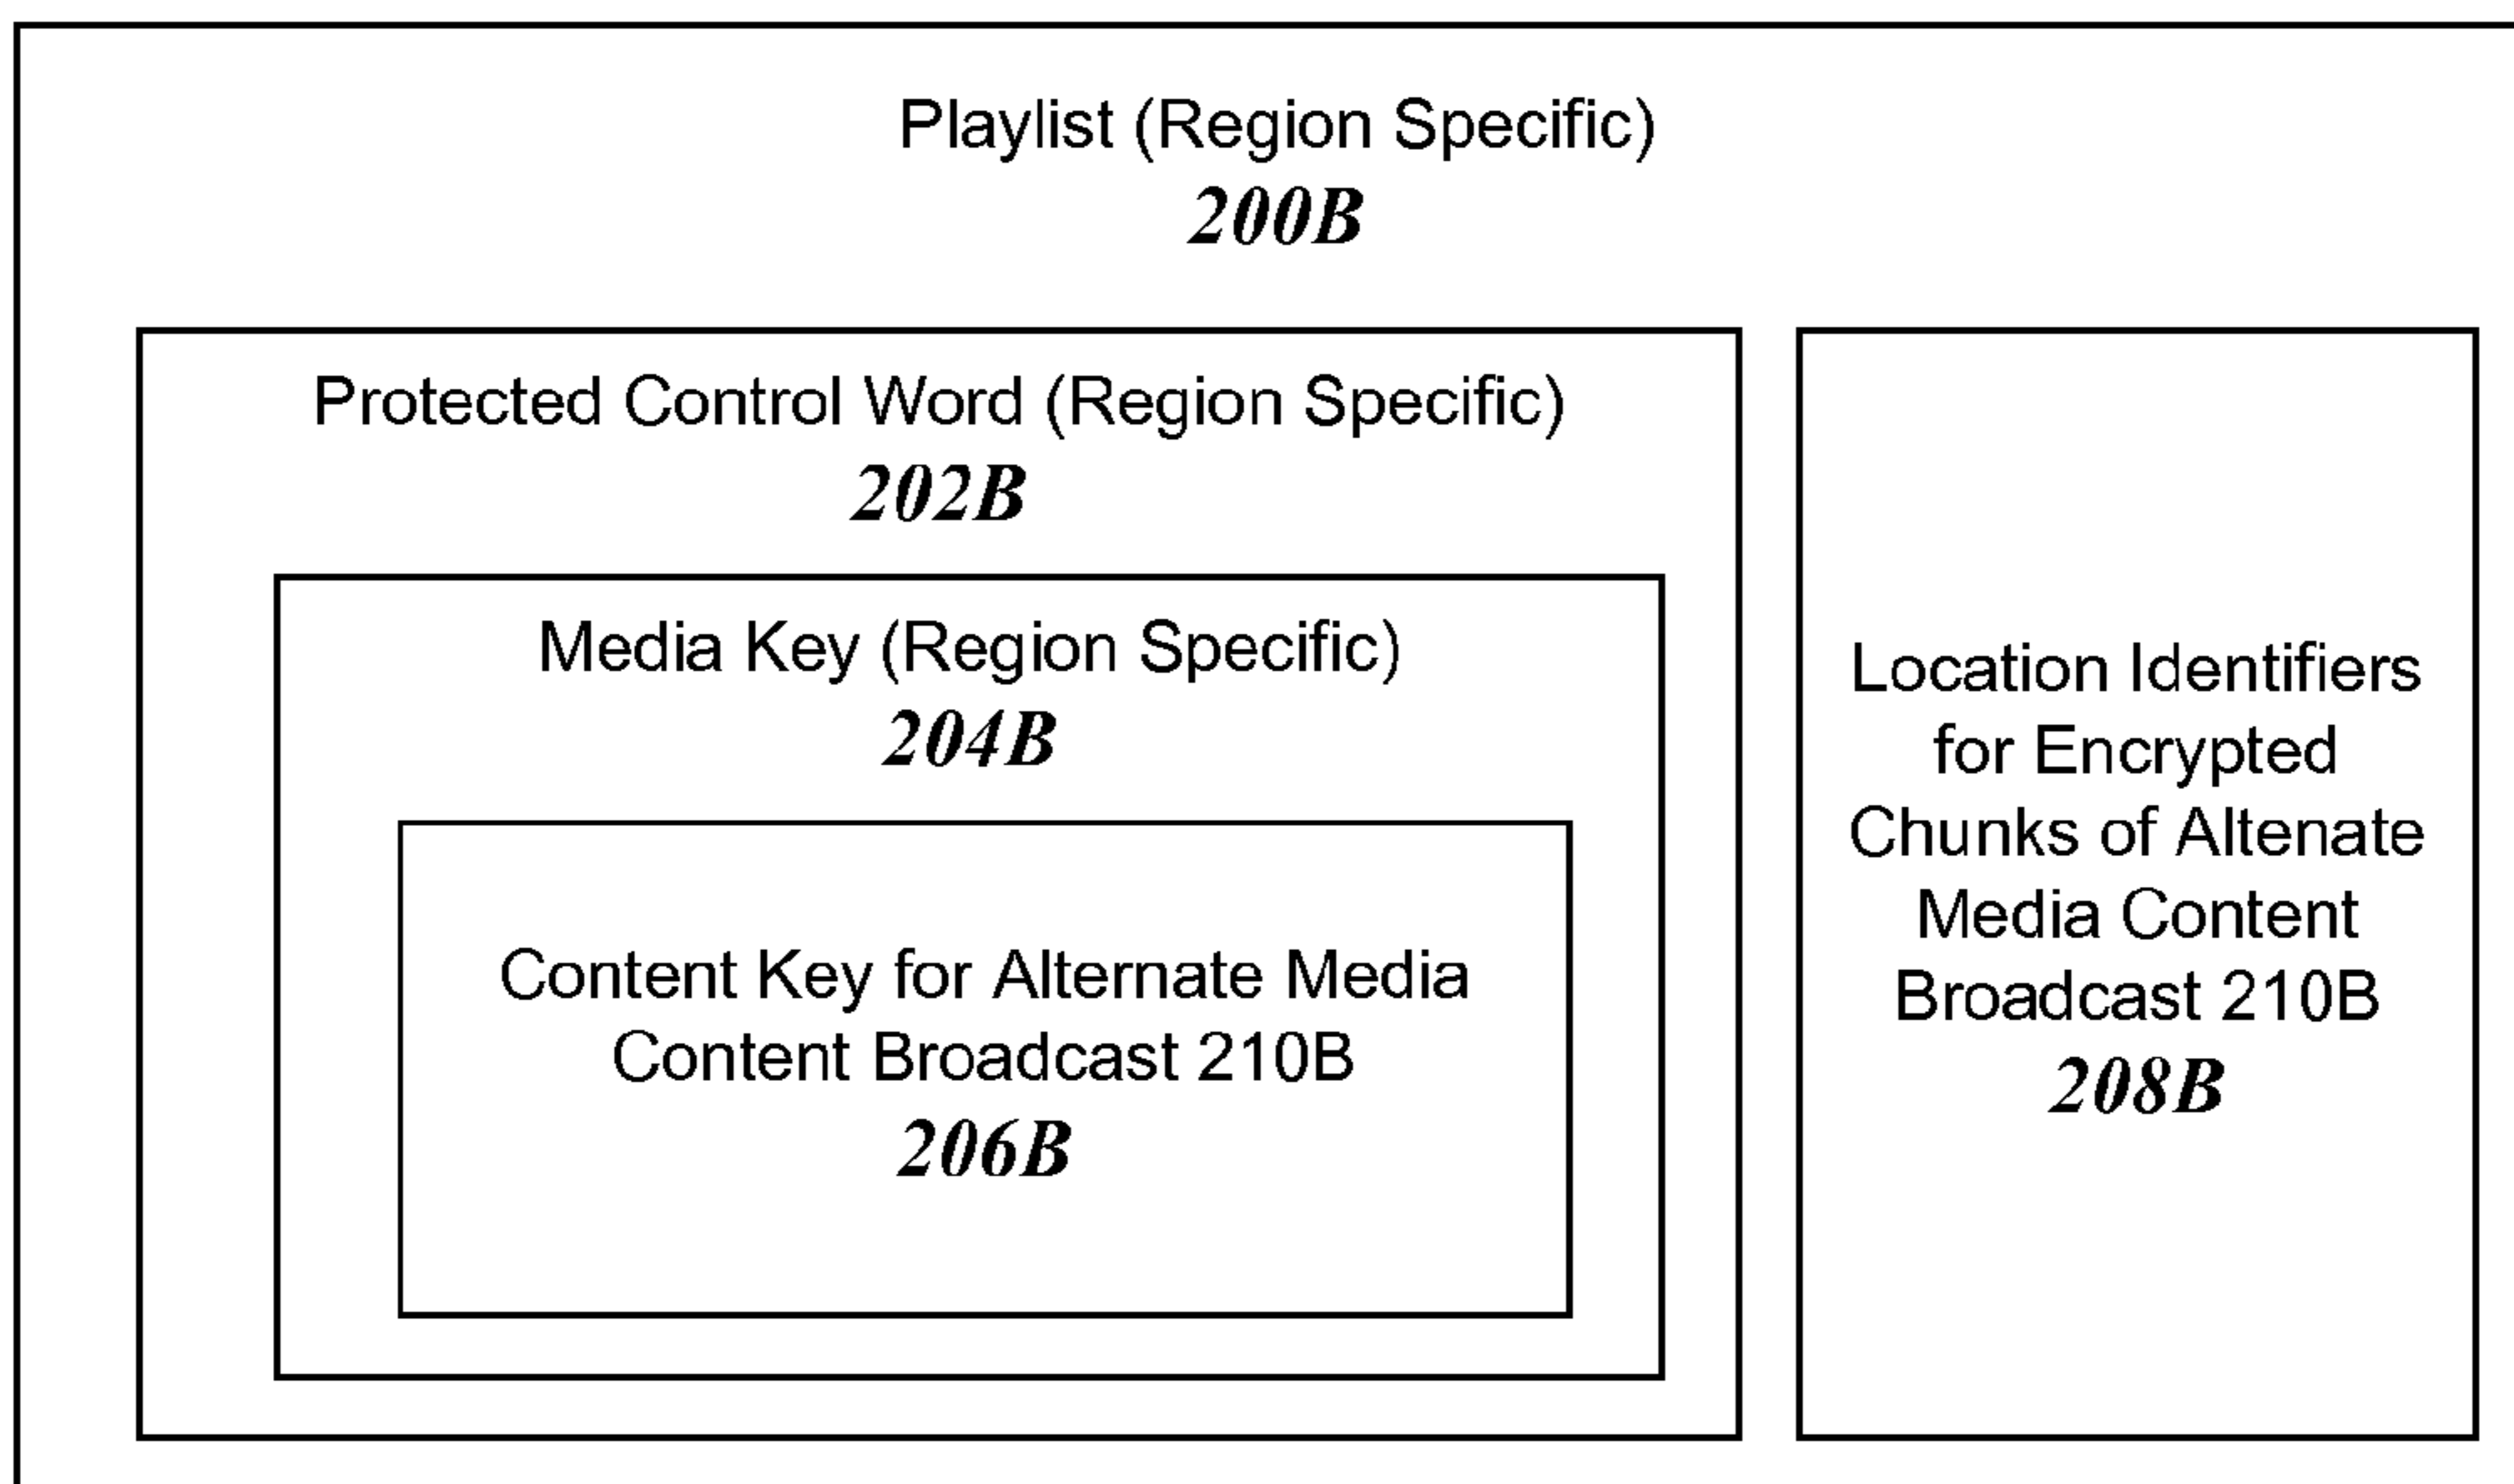 Playlist (Region Specific)
200B
Protected Control Word (Region Specific)
202B
Media Key (Region Specific)
204B
Content Key for Alternate Media
Content Broadcast 210B
206B
Location Identifiers
for Encrypted
Chunks of Altenate
Media Content
Broadcast 210B
208B